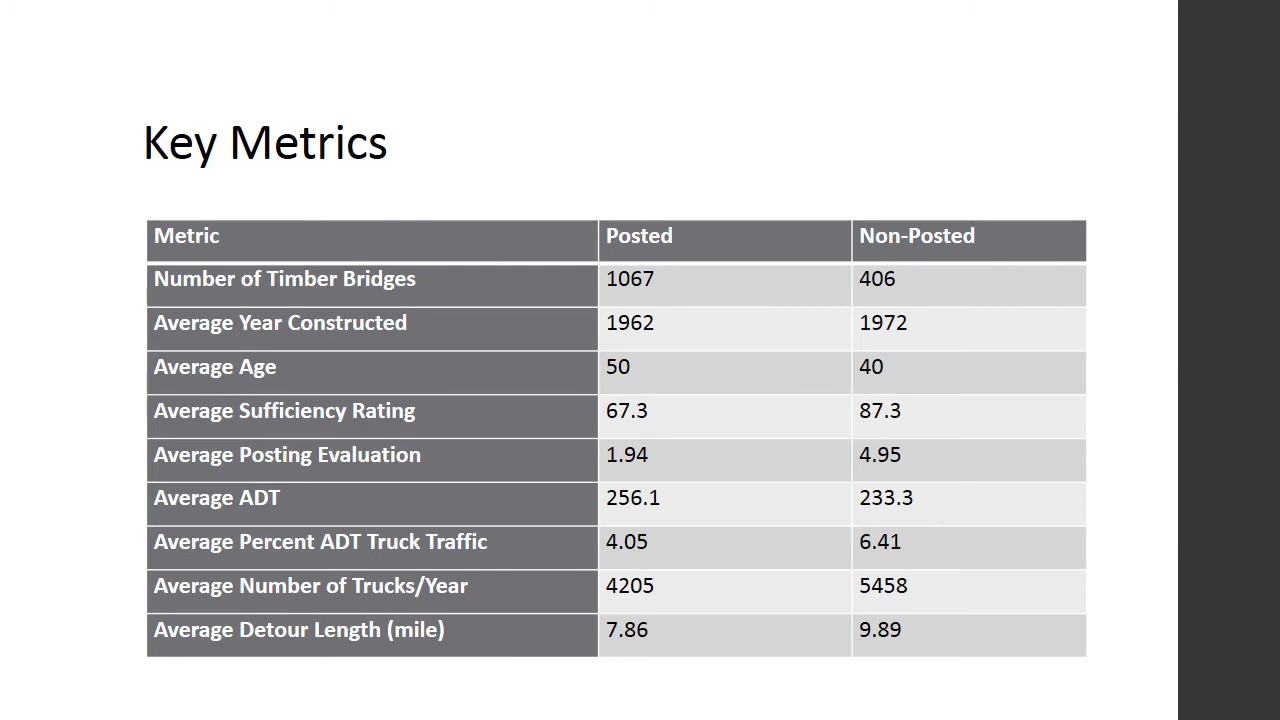 Key Metrics
Metric Posted Non-Posted
Number of Timber Bridges 1067 406
Average Year Constructed 1962 1972
Average Age 50 40
Average Sufficiency Rating 67.3 87.3
Average Posting Evaluation 1.94 4.95
Average ADT 256.1 233.3
Average Percent ADT Truck Traffic 4.05 6.41
Average Number of Trucks/Year 4205 5458
Average Detour Length (mile) 7.86 9.89